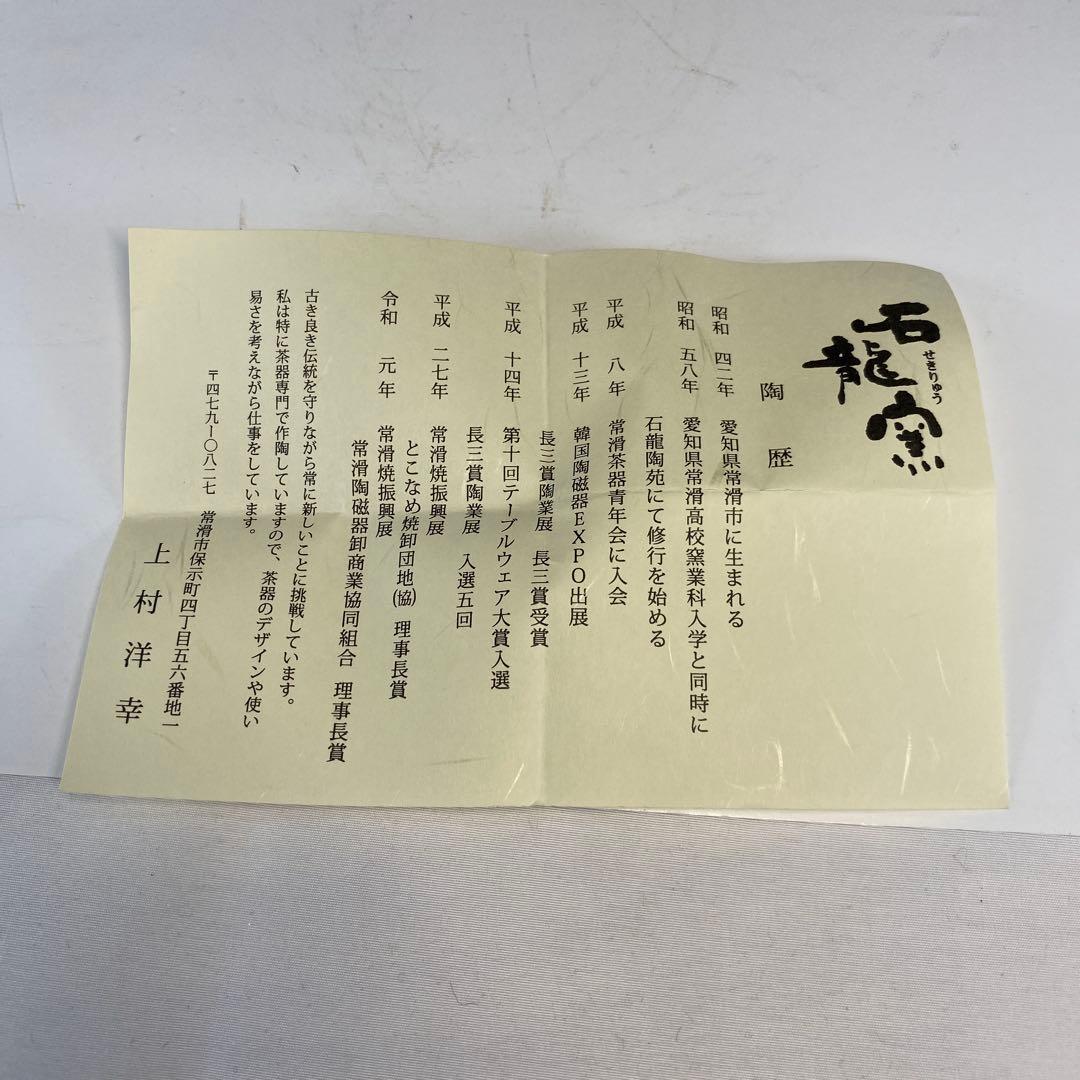 石龍窯
せきりゅう
陶歴
昭和 四二年 愛知県常滑市に生まれる
昭和 五八年 愛知県常滑高校窯業科入学と同時に
石龍陶苑にて修行を始める
平成 八年 常滑茶器青年会に入会
平成 十三年 韓国陶磁器EXPO出展
長三賞陶業展 長三賞受賞
平成 十四年 第十回テーブルウェア大賞入選
長三賞陶業展 入選五回
平成 二七年 常滑焼振興展
とこなめ焼卸団地(協) 理事長賞
令和 元年 常滑焼振興展
常滑陶磁器卸商業協同組合 理事長賞
古き良き伝統を守りながら常に新しいことに挑戦しています。
私は特に茶器専門で作陶していますので、茶器のデザインや使い
易さを考えながら仕事をしています。
〒四七九ー〇八二七 常滑市保示町四丁目五六番地一
上村洋幸